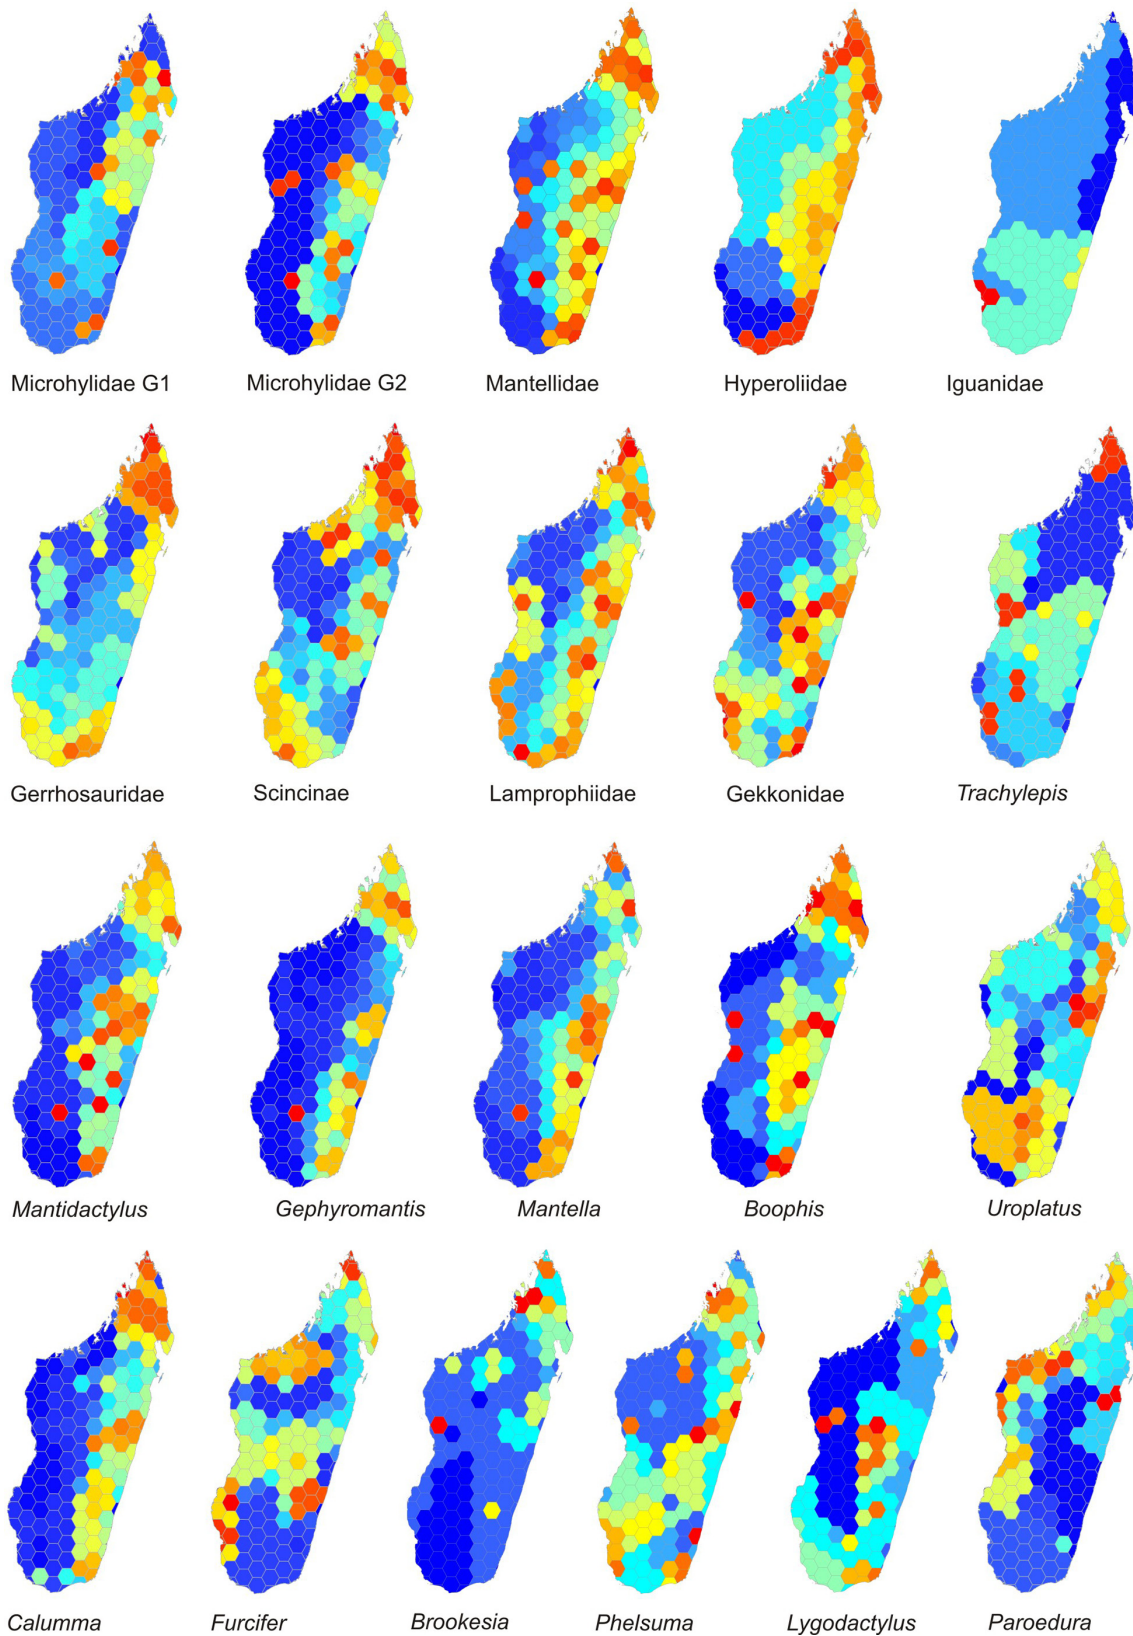 Microhylidae G1 Microhylidae G2 Mantellidae Hyperoliidae Iguanidae
Gerrhosauridae Scincinae Lamprophiidae Gekkonidae Trachylepis
Mantidactylus Gephyromantis Mantella Boophis Uroplatus
Calumma Furcifer Brookesia Phelsuma Lygodactylus Paroedura